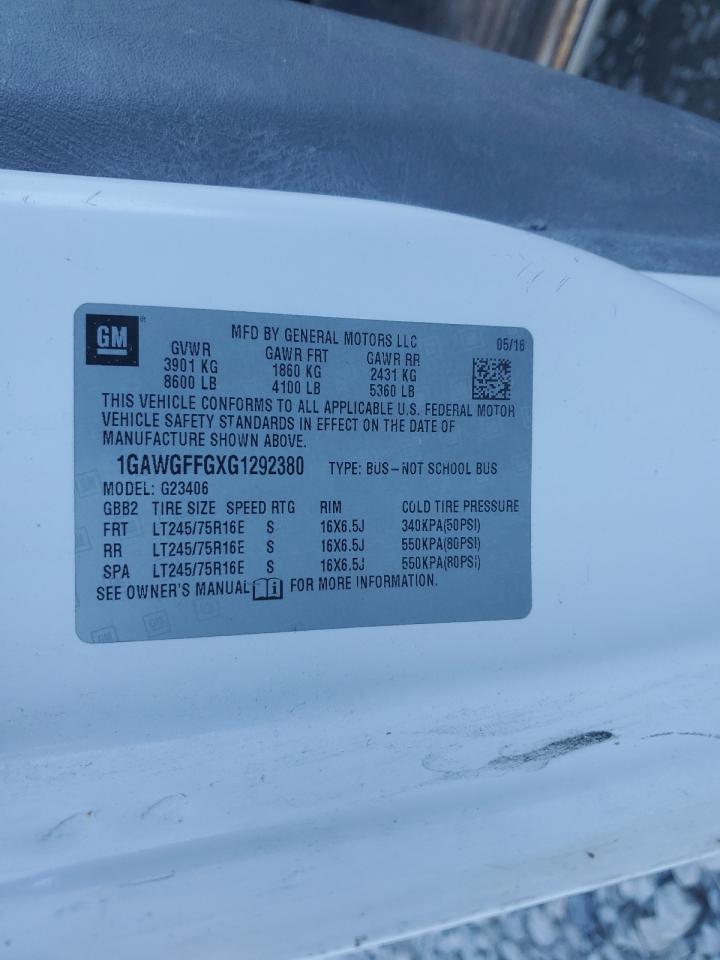 GM
MFD BY GENERAL MOTORS LLC 05/16
GVWR GAWR FRT GAWR RR
3901 KG 1860 KG 2431 KG
8600 LB 4100 LB 5360 LB
THIS VEHICLE CONFORMS TO ALL APPLICABLE U.S. FEDERAL MOTOR
VEHICLE SAFETY STANDARDS IN EFFECT ON THE DATE OF
MANUFACTURE SHOWN ABOVE.
1GAWGFFGXG1292380 TYPE: BUS-NOT SCHOOL BUS
MODEL: G23406
GBB2 TIRE SIZE SPEED RTG RIM COLD TIRE PRESSURE
FRT LT245/75R16E S 16X6.5J 340KPA(50PSI)
RR LT245/75R16E S 16X6.5J 550KPA(80PSI)
SPA LT245/75R16E S 16X6.5J 550KPA(80PSI)
SEE OWNER'S MANUAL i FOR MORE INFORMATION.